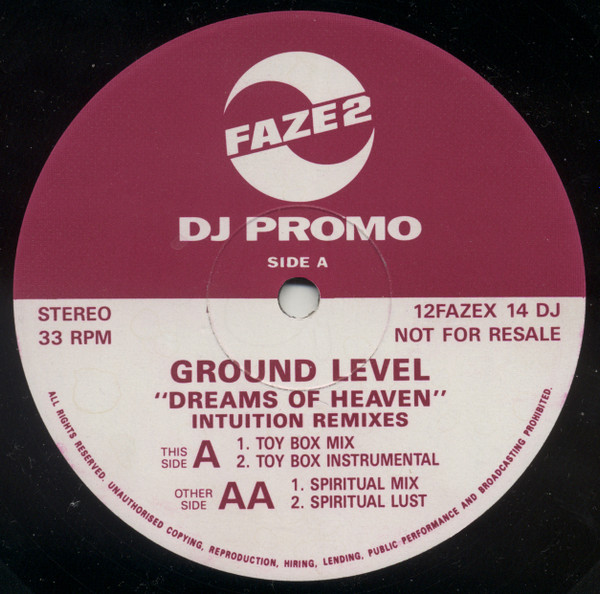 FAZE2
DJ PROMO
SIDE A
STEREO
33 RPM
12FAZEX 14 DJ
NOT FOR RESALE
GROUND LEVEL
"DREAMS OF HEAVEN"
INTUITION REMIXES
THIS SIDE A
1. TOY BOX MIX
2. TOY BOX INSTRUMENTAL
OTHER SIDE AA
1. SPIRITUAL MIX
2. SPIRITUAL LUST
ALL RIGHTS RESERVED. UNAUTHORISED COPYING, REPRODUCTION, HIRING, LENDING, PUBLIC PERFORMANCE AND BROADCASTING PROHIBITED.